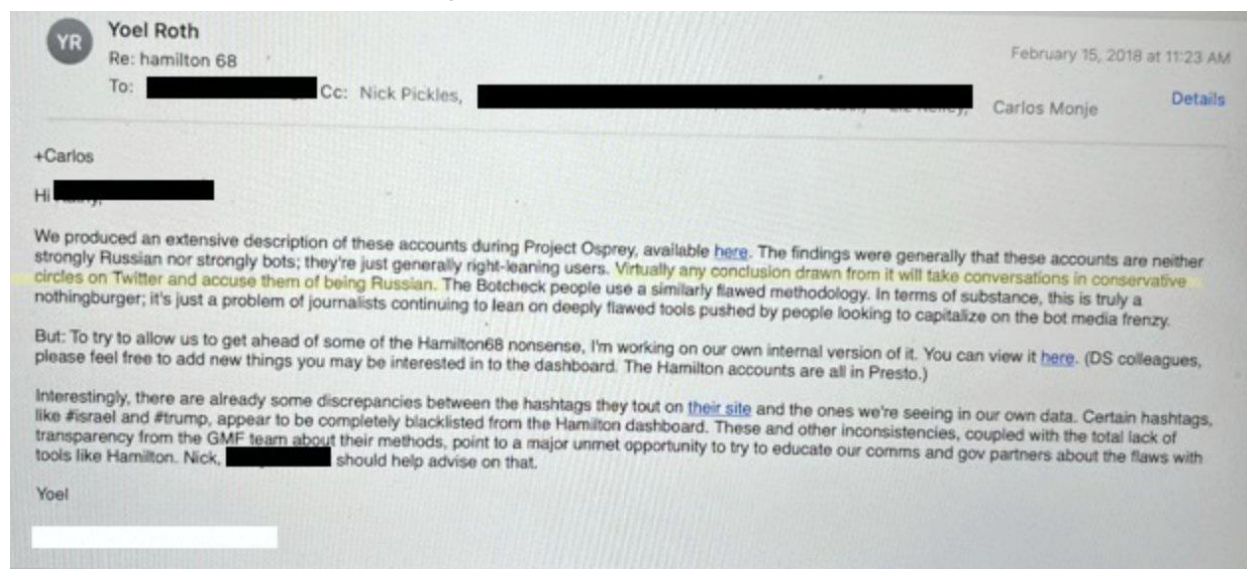 YR
Yoel Roth
Re: hamilton 68
February 15, 2018 at 11:23 AM
To: Cc: Nick Pickles, Carlos Monje Details
+Carlos
Hi
We produced an extensive description of these accounts during Project Osprey, available here. The findings were generally that these accounts are neither
strongly Russian nor strongly bots; they're just generally right-leaning users. Virtually any conclusion drawn from it will take conversations in conservative
circles on Twitter and accuse them of being Russian. The Botcheck people use a similarly flawed methodology. In terms of substance, this is truly a
nothingburger; it's just a problem of journalists continuing to lean on deeply flawed tools pushed by people looking to capitalize on the bot media frenzy.
But: To try to allow us to get ahead of some of the Hamilton68 nonsense, I'm working on our own internal version of it. You can view it here. (DS colleagues,
please feel free to add new things you may be interested in to the dashboard. The Hamilton accounts are all in Presto.)
Interestingly, there are already some discrepancies between the hashtags they tout on their site and the ones we're seeing in our own data. Certain hashtags,
like #israel and #trump, appear to be completely blacklisted from the Hamilton dashboard. These and other inconsistencies, coupled with the total lack of
transparency from the GMF team about their methods, point to a major unmet opportunity to try to educate our comms and gov partners about the flaws with
tools like Hamilton. Nick, should help advise on that.
Yoel